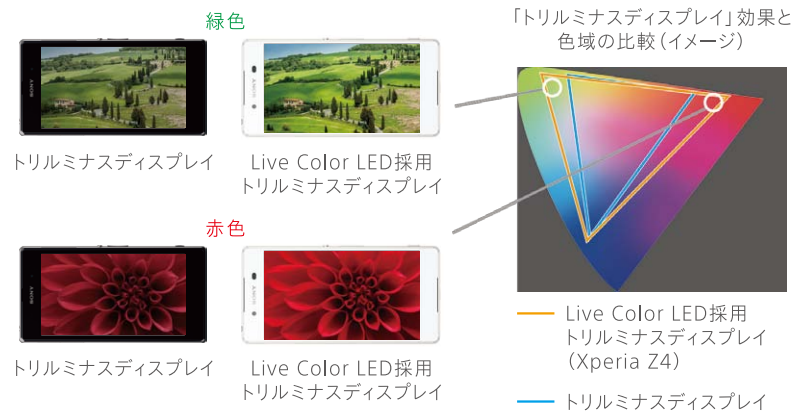 緑色
SONY
SONY
トリルミナスディスプレイ
Live Color LED採用
トリルミナスディスプレイ
赤色
SONY
SONY
トリルミナスディスプレイ
Live Color LED採用
トリルミナスディスプレイ
「トリルミナスディスプレイ」効果と
色域の比較（イメージ）
Live Color LED採用
トリルミナスディスプレイ
（Xperia Z4）
トリルミナスディスプレイ